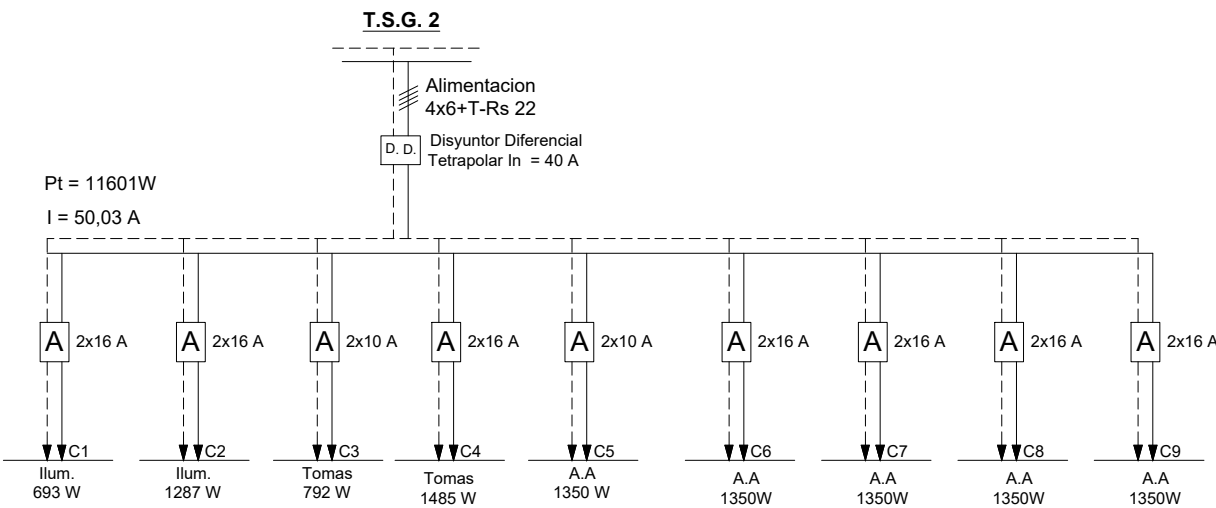 T.S.G. 2
Alimentacion
4x6+T-Rs 22
D. D.
Disyuntor Diferencial
Tetrapolar In = 40 A
Pt = 11601W
I = 50,03 A
A 2x16 A
A 2x16 A
A 2x10 A
A 2x16 A
A 2x10 A
A 2x16 A
A 2x16 A
A 2x16 A
A 2x16 A
C1
Ilum.
693 W
C2
Ilum.
1287 W
C3
Tomas
792 W
C4
Tomas
1485 W
C5
A.A
1350 W
C6
A.A
1350W
C7
A.A
1350W
C8
A.A
1350W
C9
A.A
1350W